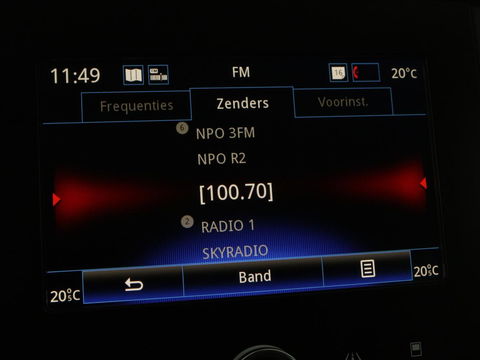 11:49 FM 16 20°C
Frequenties Zenders Voorinst.
6 NPO 3FM
NPO R2
[100.70]
2 RADIO 1
SKYRADIO
20°C Band 20°C